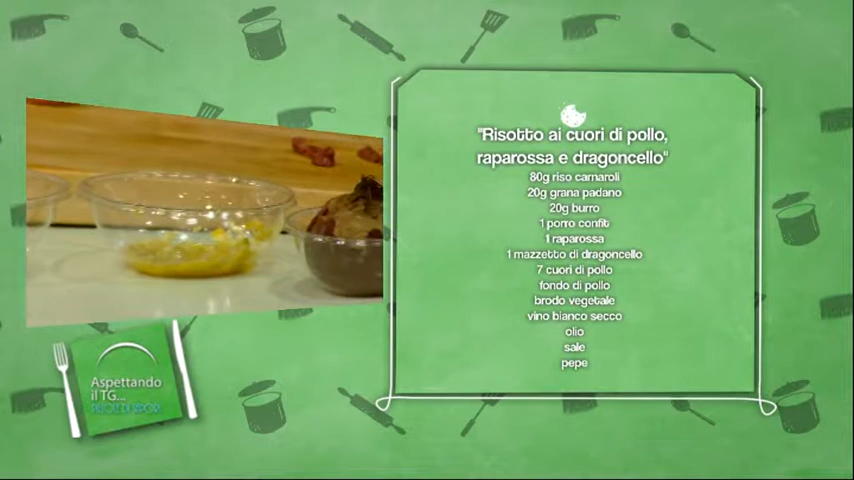 "Risotto ai cuori di pollo,
raparossa e dragoncello"
80g riso carnaroli
20g grana padano
20g burro
1 porro confit
1 raparossa
1 mazzetto di dragoncello
7 cuori di pollo
fondo di pollo
brodo vegetale
vino bianco secco
olio
sale
pepe
Aspettando
il TG...